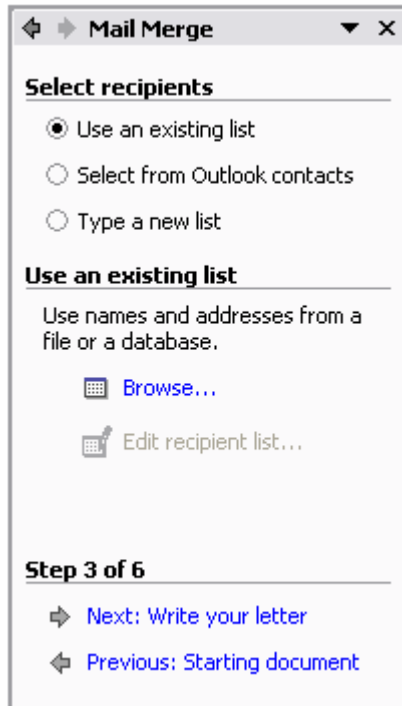 Mail Merge
Select recipients
Use an existing list
Select from Outlook contacts
Type a new list
Use an existing list
Use names and addresses from a
file or a database.
Browse...
Edit recipient list...
Step 3 of 6
Next: Write your letter
Previous: Starting document